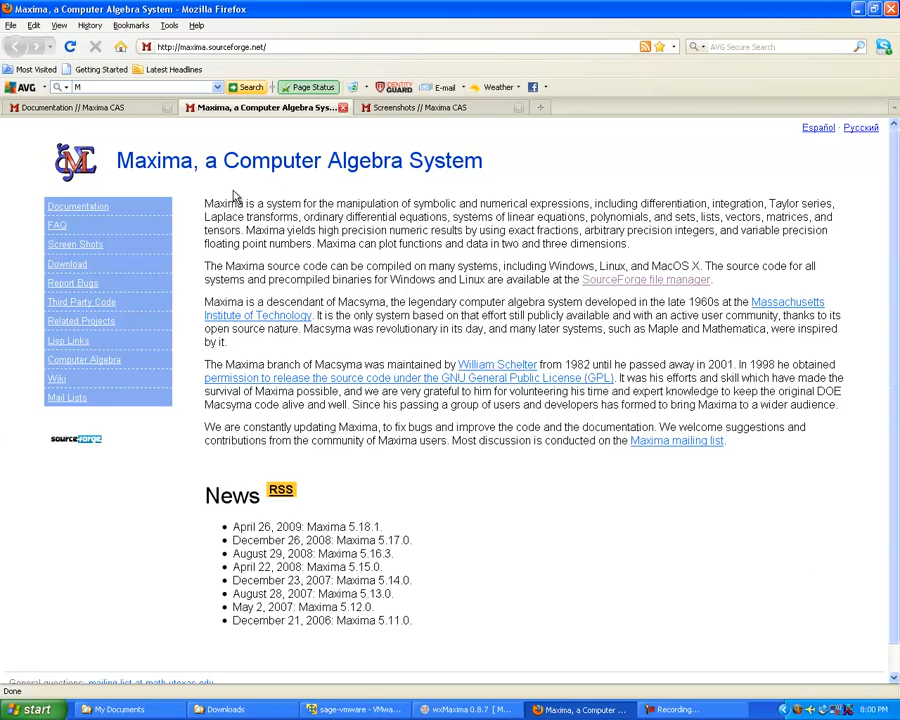 Maxima, a Computer Algebra System - Mozilla Firefox
File Edit View History Bookmarks Tools Help
http://maxima.sourceforge.net/
AVG Secure Search
Most Visited Getting Started Latest Headlines
AVG M Search Page Status IDENTITY GUARD E-mail Weather
Documentation // Maxima CAS Maxima, a Computer Algebra Sys... Screenshots // Maxima CAS
Español · Русский
Maxima, a Computer Algebra System
Documentation
FAQ
Screen Shots
Download
Report Bugs
Third Party Code
Related Projects
Lisp Links
Computer Algebra
Wiki
Mail Lists
sourceforge
Maxima is a system for the manipulation of symbolic and numerical expressions, including differentiation, integration, Taylor series,
Laplace transforms, ordinary differential equations, systems of linear equations, polynomials, and sets, lists, vectors, matrices, and
tensors. Maxima yields high precision numeric results by using exact fractions, arbitrary precision integers, and variable precision
floating point numbers. Maxima can plot functions and data in two and three dimensions.
The Maxima source code can be compiled on many systems, including Windows, Linux, and MacOS X. The source code for all
systems and precompiled binaries for Windows and Linux are available at the SourceForge file manager.
Maxima is a descendant of Macsyma, the legendary computer algebra system developed in the late 1960s at the Massachusetts
Institute of Technology. It is the only system based on that effort still publicly available and with an active user community, thanks to its
open source nature. Macsyma was revolutionary in its day, and many later systems, such as Maple and Mathematica, were inspired
by it.
The Maxima branch of Macsyma was maintained by William Schelter from 1982 until he passed away in 2001. In 1998 he obtained
permission to release the source code under the GNU General Public License (GPL). It was his efforts and skill which have made the
survival of Maxima possible, and we are very grateful to him for volunteering his time and expert knowledge to keep the original DOE
Macsyma code alive and well. Since his passing a group of users and developers has formed to bring Maxima to a wider audience.
We are constantly updating Maxima, to fix bugs and improve the code and the documentation. We welcome suggestions and
contributions from the community of Maxima users. Most discussion is conducted on the Maxima mailing list.
News RSS
April 26, 2009: Maxima 5.18.1.
December 26, 2008: Maxima 5.17.0.
August 29, 2008: Maxima 5.16.3.
April 22, 2008: Maxima 5.15.0.
December 23, 2007: Maxima 5.14.0.
August 28, 2007: Maxima 5.13.0.
May 2, 2007: Maxima 5.12.0.
December 21, 2006: Maxima 5.11.0.
General questions: mailing list at math.utexas.edu
Done
start My Documents Downloads sage-vmware - VMwa... wxMaxima 0.8.7 [ M... Maxima, a Computer ... Recording... 8:00 PM